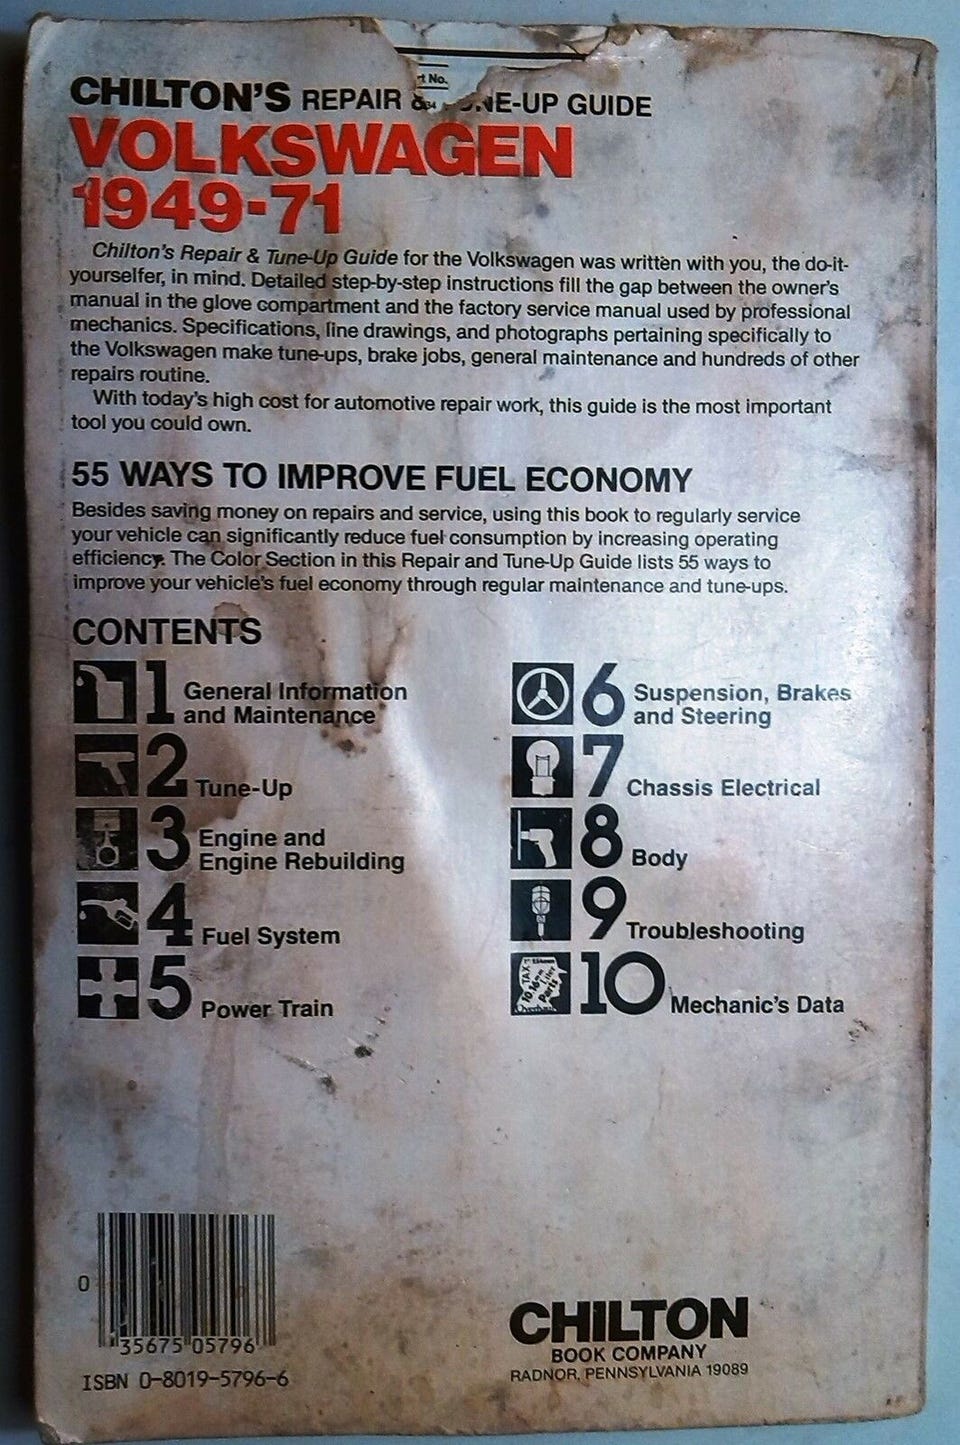 t No.
34
CHILTON'S REPAIR & NE-UP GUIDE
VOLKSWAGEN
1949-71
Chilton's Repair & Tune-Up Guide for the Volkswagen was written with you, the do-it-
yourselfer, in mind. Detailed step-by-step instructions fill the gap between the owner's
manual in the glove compartment and the factory service manual used by professional
mechanics. Specifications, line drawings, and photographs pertaining specifically to
the Volkswagen make tune-ups, brake jobs, general maintenance and hundreds of other
repairs routine.
With today's high cost for automotive repair work, this guide is the most important
tool you could own.
55 WAYS TO IMPROVE FUEL ECONOMY
Besides saving money on repairs and service, using this book to regularly service
your vehicle can significantly reduce fuel consumption by increasing operating
efficiency. The Color Section in this Repair and Tune-Up Guide lists 55 ways to
improve your vehicle's fuel economy through regular maintenance and tune-ups.
CONTENTS
1 General Information
and Maintenance
2 Tune-Up
3 Engine and
Engine Rebuilding
4 Fuel System
5 Power Train
6 Suspension, Brakes
and Steering
7 Chassis Electrical
8 Body
9 Troubleshooting
TAX
10.16mm
Liter
Parts
Overhaul
10 Mechanic's Data
0
35675 05796
ISBN 0-8019-5796-6
CHILTON
BOOK COMPANY
RADNOR, PENNSYLVANIA 19089